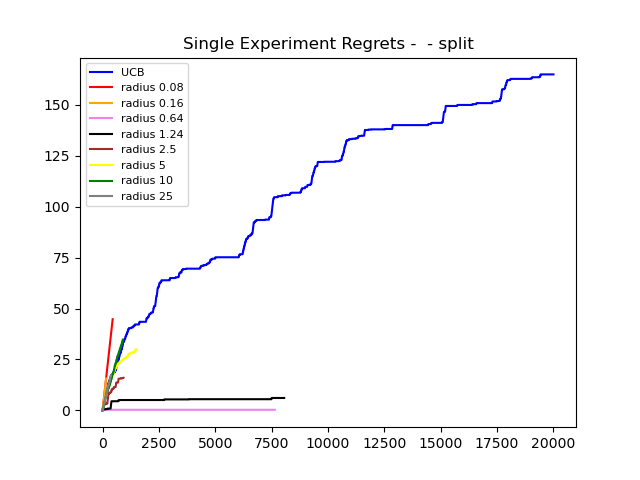 Single Experiment Regrets -  - split
UCB
radius 0.08
radius 0.16
radius 0.64
radius 1.24
radius 2.5
radius 5
radius 10
radius 25
150
125
100
75
50
25
0
0 2500 5000 7500 10000 12500 15000 17500 20000